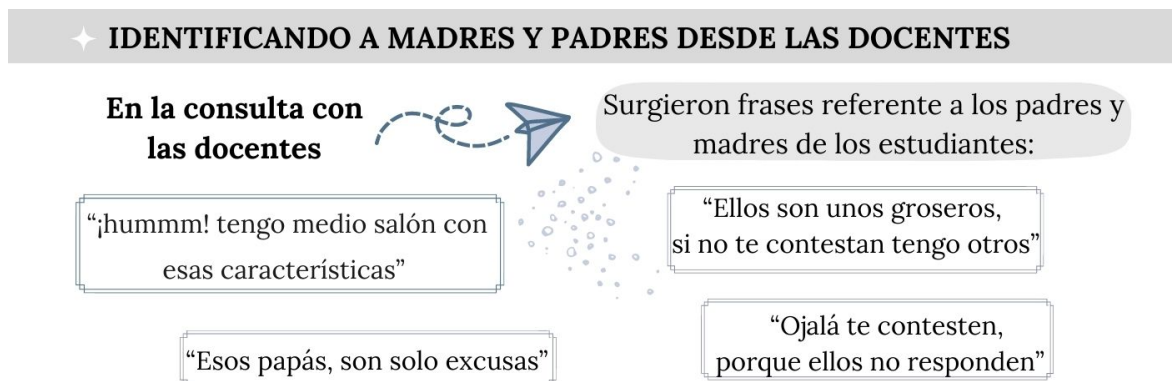 IDENTIFICANDO A MADRES Y PADRES DESDE LAS DOCENTES
En la consulta con
las docentes
Surgieron frases referente a los padres y
madres de los estudiantes:
“¡hummm! tengo medio salón con
esas características”
“Ellos son unos groseros,
si no te contestan tengo otros”
“Esos papás, son solo excusas”
“Ojalá te contesten,
porque ellos no responden”